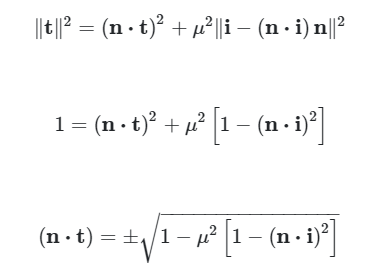 ‖𝐭‖² = (𝐧 · 𝐭)² + μ²‖𝐢 − (𝐧 · 𝐢) 𝐧‖²
1 = (𝐧 · 𝐭)² + μ² [1 − (𝐧 · 𝐢)²]
(𝐧 · 𝐭) = ±√(1 − μ² [1 − (𝐧 · 𝐢)²])